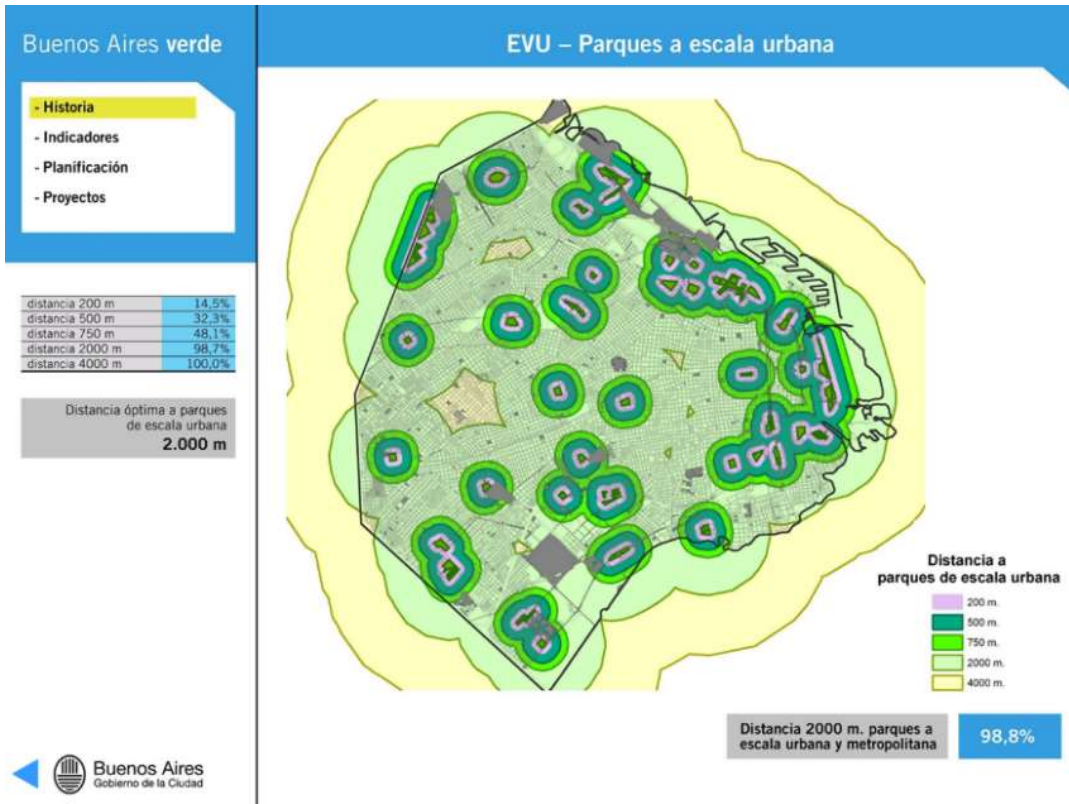 Buenos Aires verde
EVU – Parques a escala urbana
- Historia
- Indicadores
- Planificación
- Proyectos
distancia 200 m 14,5%
distancia 500 m 32,3%
distancia 750 m 48,1%
distancia 2000 m 98,7%
distancia 4000 m 100,0%
Distancia óptima a parques
de escala urbana
2.000 m
Distancia a
parques de escala urbana
200 m.
500 m.
750 m.
2000 m.
4000 m.
Distancia 2000 m. parques a
escala urbana y metropolitana
98,8%
Buenos Aires
Gobierno de la Ciudad